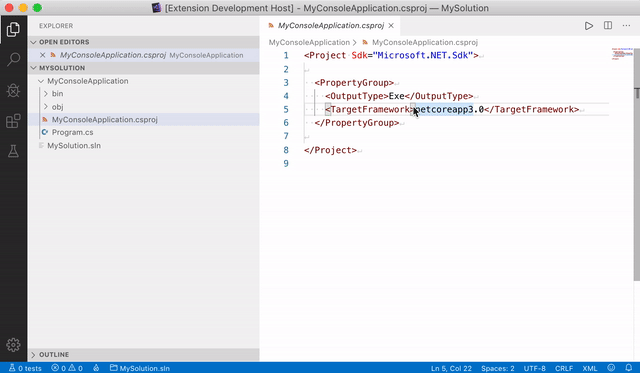 [Extension Development Host] - MyConsoleApplication.csproj — MySolution
EXPLORER
OPEN EDITORS
MyConsoleApplication.csproj MyConsoleApplication
MYSOLUTION
MyConsoleApplication
bin
obj
MyConsoleApplication.csproj
Program.cs
MySolution.sln
OUTLINE
MyConsoleApplication.csproj
MyConsoleApplication > MyConsoleApplication.csproj
1 <Project Sdk="Microsoft.NET.Sdk">
2
3 <PropertyGroup>
4 <OutputType>Exe</OutputType>
5 <TargetFramework>netcoreapp3.0</TargetFramework>
6 </PropertyGroup>
7
8 </Project>
9
0 tests 0 0 MySolution.sln Ln 5, Col 22 Spaces: 2 UTF-8 CRLF XML